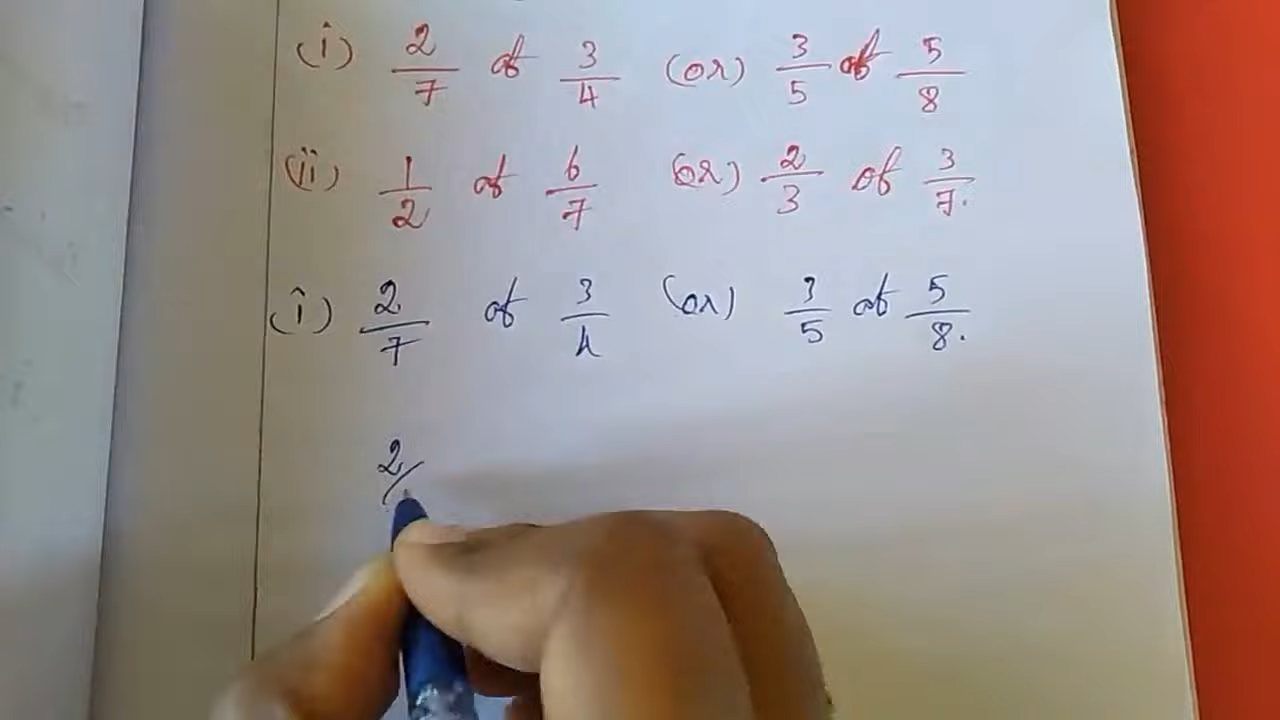 (i) 2/7 of 3/4 (or) 3/5 of 5/8
(ii) 1/2 of 6/7 (or) 2/3 of 3/7.
(i) 2/7 of 3/4 (or) 3/5 of 5/8.
2/